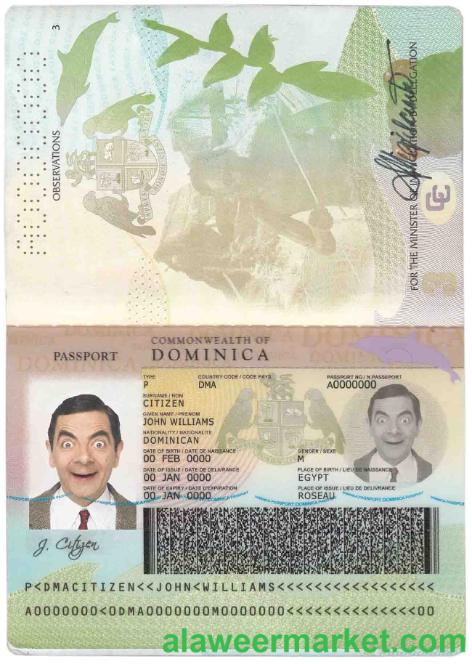 3
OBSERVATIONS
FOR THE MINISTER OF
DELEGATION
PASSPORT
COMMONWEALTH OF
DOMINICA
TYPE
COUNTRY CODE / CODE PAYS
PASSPORT NO / N.PASSEPORT
P
DMA
A0000000
SURNAME / NOM
CITIZEN
GIVEN NAME / PRENOM
JOHN WILLIAMS
NATIONALITY / NATIONALITE
DOMINICAN
DATE OF BIRTH / DATE DE NAISSANCE
GENDER / SEXE
00 FEB 0000
M
DATE OF ISSUE / DATE DE DELIVRANCE
PLACE OF BIRTH / LIEU DE NAISSANCE
00 JAN 0000
EGYPT
DATE OF EXPIRY / DATE D'EXPIRATION
PLACE OF ISSUE / LIEU DE DELIVRANCE
00 JAN 0000
ROSEAU
J. Citizen
P<DMACITIZEN<<JOHN<WILLIAMS<<<<<<<<<<<<<<<<<
A0000000<0DMA0000000M0000000<<<<<<<<<<<<<<00
alaweermarket.com